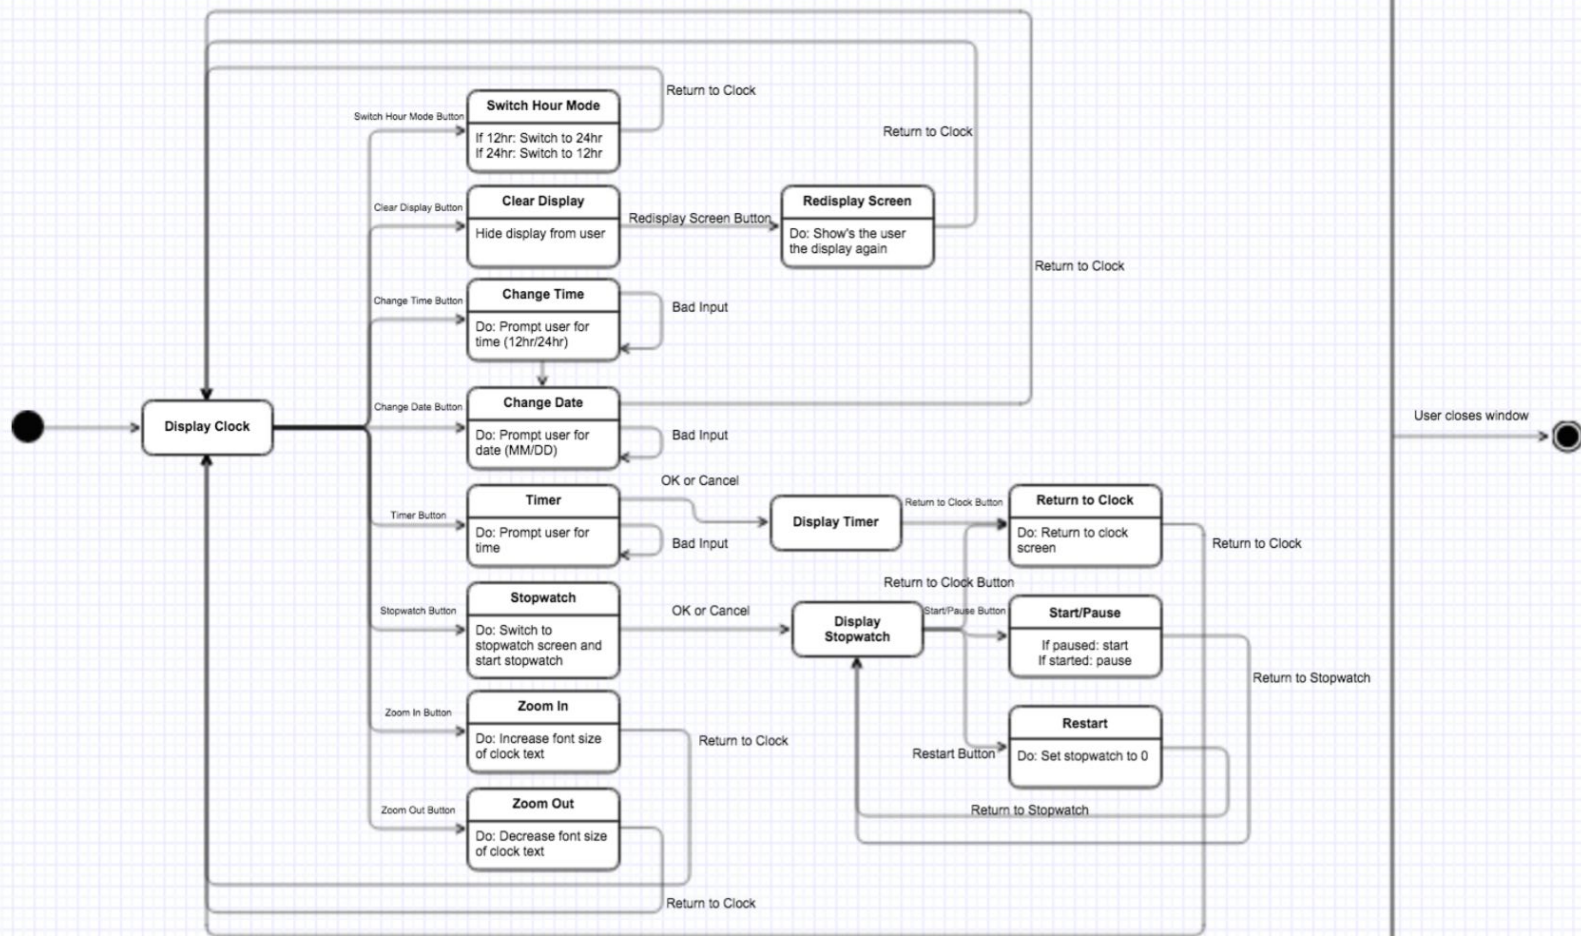 Return to Clock
Switch Hour Mode
Switch Hour Mode Button
If 12hr: Switch to 24hr
If 24hr: Switch to 12hr
Return to Clock
Clear Display
Clear Display Button
Hide display from user
Redisplay Screen Button
Redisplay Screen
Do: Show's the user
the display again
Return to Clock
Change Time
Change Time Button
Do: Prompt user for
time (12hr/24hr)
Bad Input
Display Clock
Change Date
Change Date Button
Do: Prompt user for
date (MM/DD)
Bad Input
User closes window
Timer
Timer Button
Do: Prompt user for
time
OK or Cancel
Bad Input
Display Timer
Return to Clock Button
Return to Clock
Do: Return to clock
screen
Return to Clock
Stopwatch
Stopwatch Button
Do: Switch to
stopwatch screen and
start stopwatch
OK or Cancel
Display
Stopwatch
Return to Clock Button
Start/Pause Button
Start/Pause
If paused: start
If started: pause
Return to Stopwatch
Zoom In
Zoom In Button
Do: Increase font size
of clock text
Return to Clock
Restart
Restart Button
Do: Set stopwatch to 0
Return to Stopwatch
Zoom Out
Zoom Out Button
Do: Decrease font size
of clock text
Return to Clock